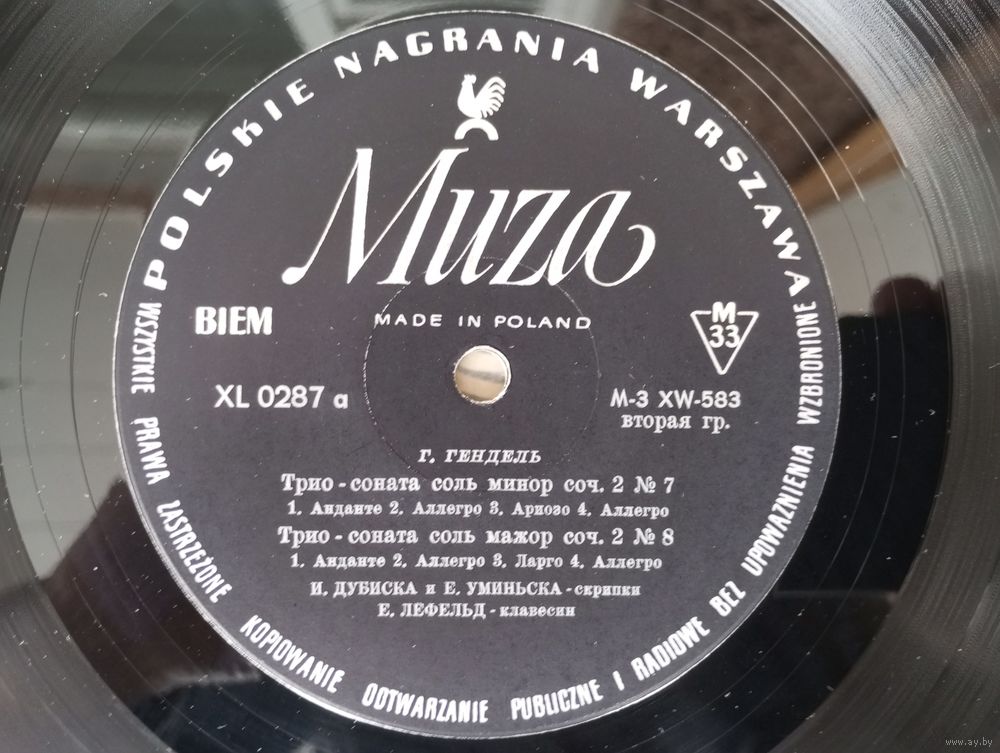 POLSKIE NAGRANIA WARSZAWA
Muza
BIEM
MADE IN POLAND
M
33
XL 0287 a
M-3 XW-583
вторая гр.
Г. ГЕНДЕЛЬ
Трио-соната соль минор соч. 2 № 7
1. Анданте 2. Аллегро 3. Ариозо 4. Аллегро
Трио-соната соль мажор соч. 2 № 8
1. Анданте 2. Аллегро 3. Ларго 4. Аллегро
И. ДУБИСКА и Е. УМИНЬСКА - скрипки
Е. ЛЕФЕЛЬД - клавесин
WSZYSTKIE PRAWA ZASTRZEŻONE KOPIOWANIE ODTWARZANIE PUBLICZNE I RADIOWE BEZ UPOWAŻNIENIA WZBRONIONE
www.ay.by